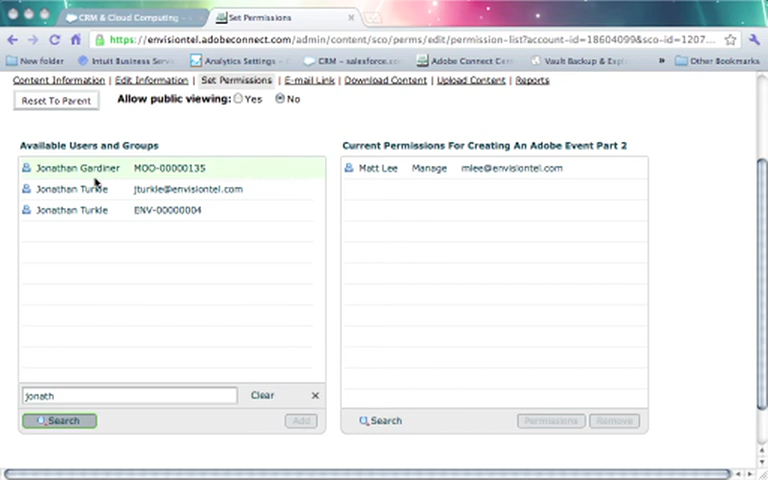 CRM & Cloud Computing -
Set Permissions
https://envisiontel.adobeconnect.com/admin/content/sco/perms/edit/permission-list?account-id=18604099&sco-id=1207...
New folder
Intuit Business Serv
Analytics Settings -
CRM - salesforce.co
Adobe Connect Cen
Vault Backup & Expl
»
Other Bookmarks
Content Information | Edit Information | Set Permissions | E-mail Link | Download Content | Upload Content | Reports
Reset To Parent
Allow public viewing: Yes No
Available Users and Groups
Jonathan Gardiner MOO-00000135
Jonathan Turkle jturkle@envisiontel.com
Jonathan Turkle ENV-00000004
jonath
Clear
Search
Add
Current Permissions For Creating An Adobe Event Part 2
Matt Lee Manage mlee@envisiontel.com
Search
Permissions
Remove